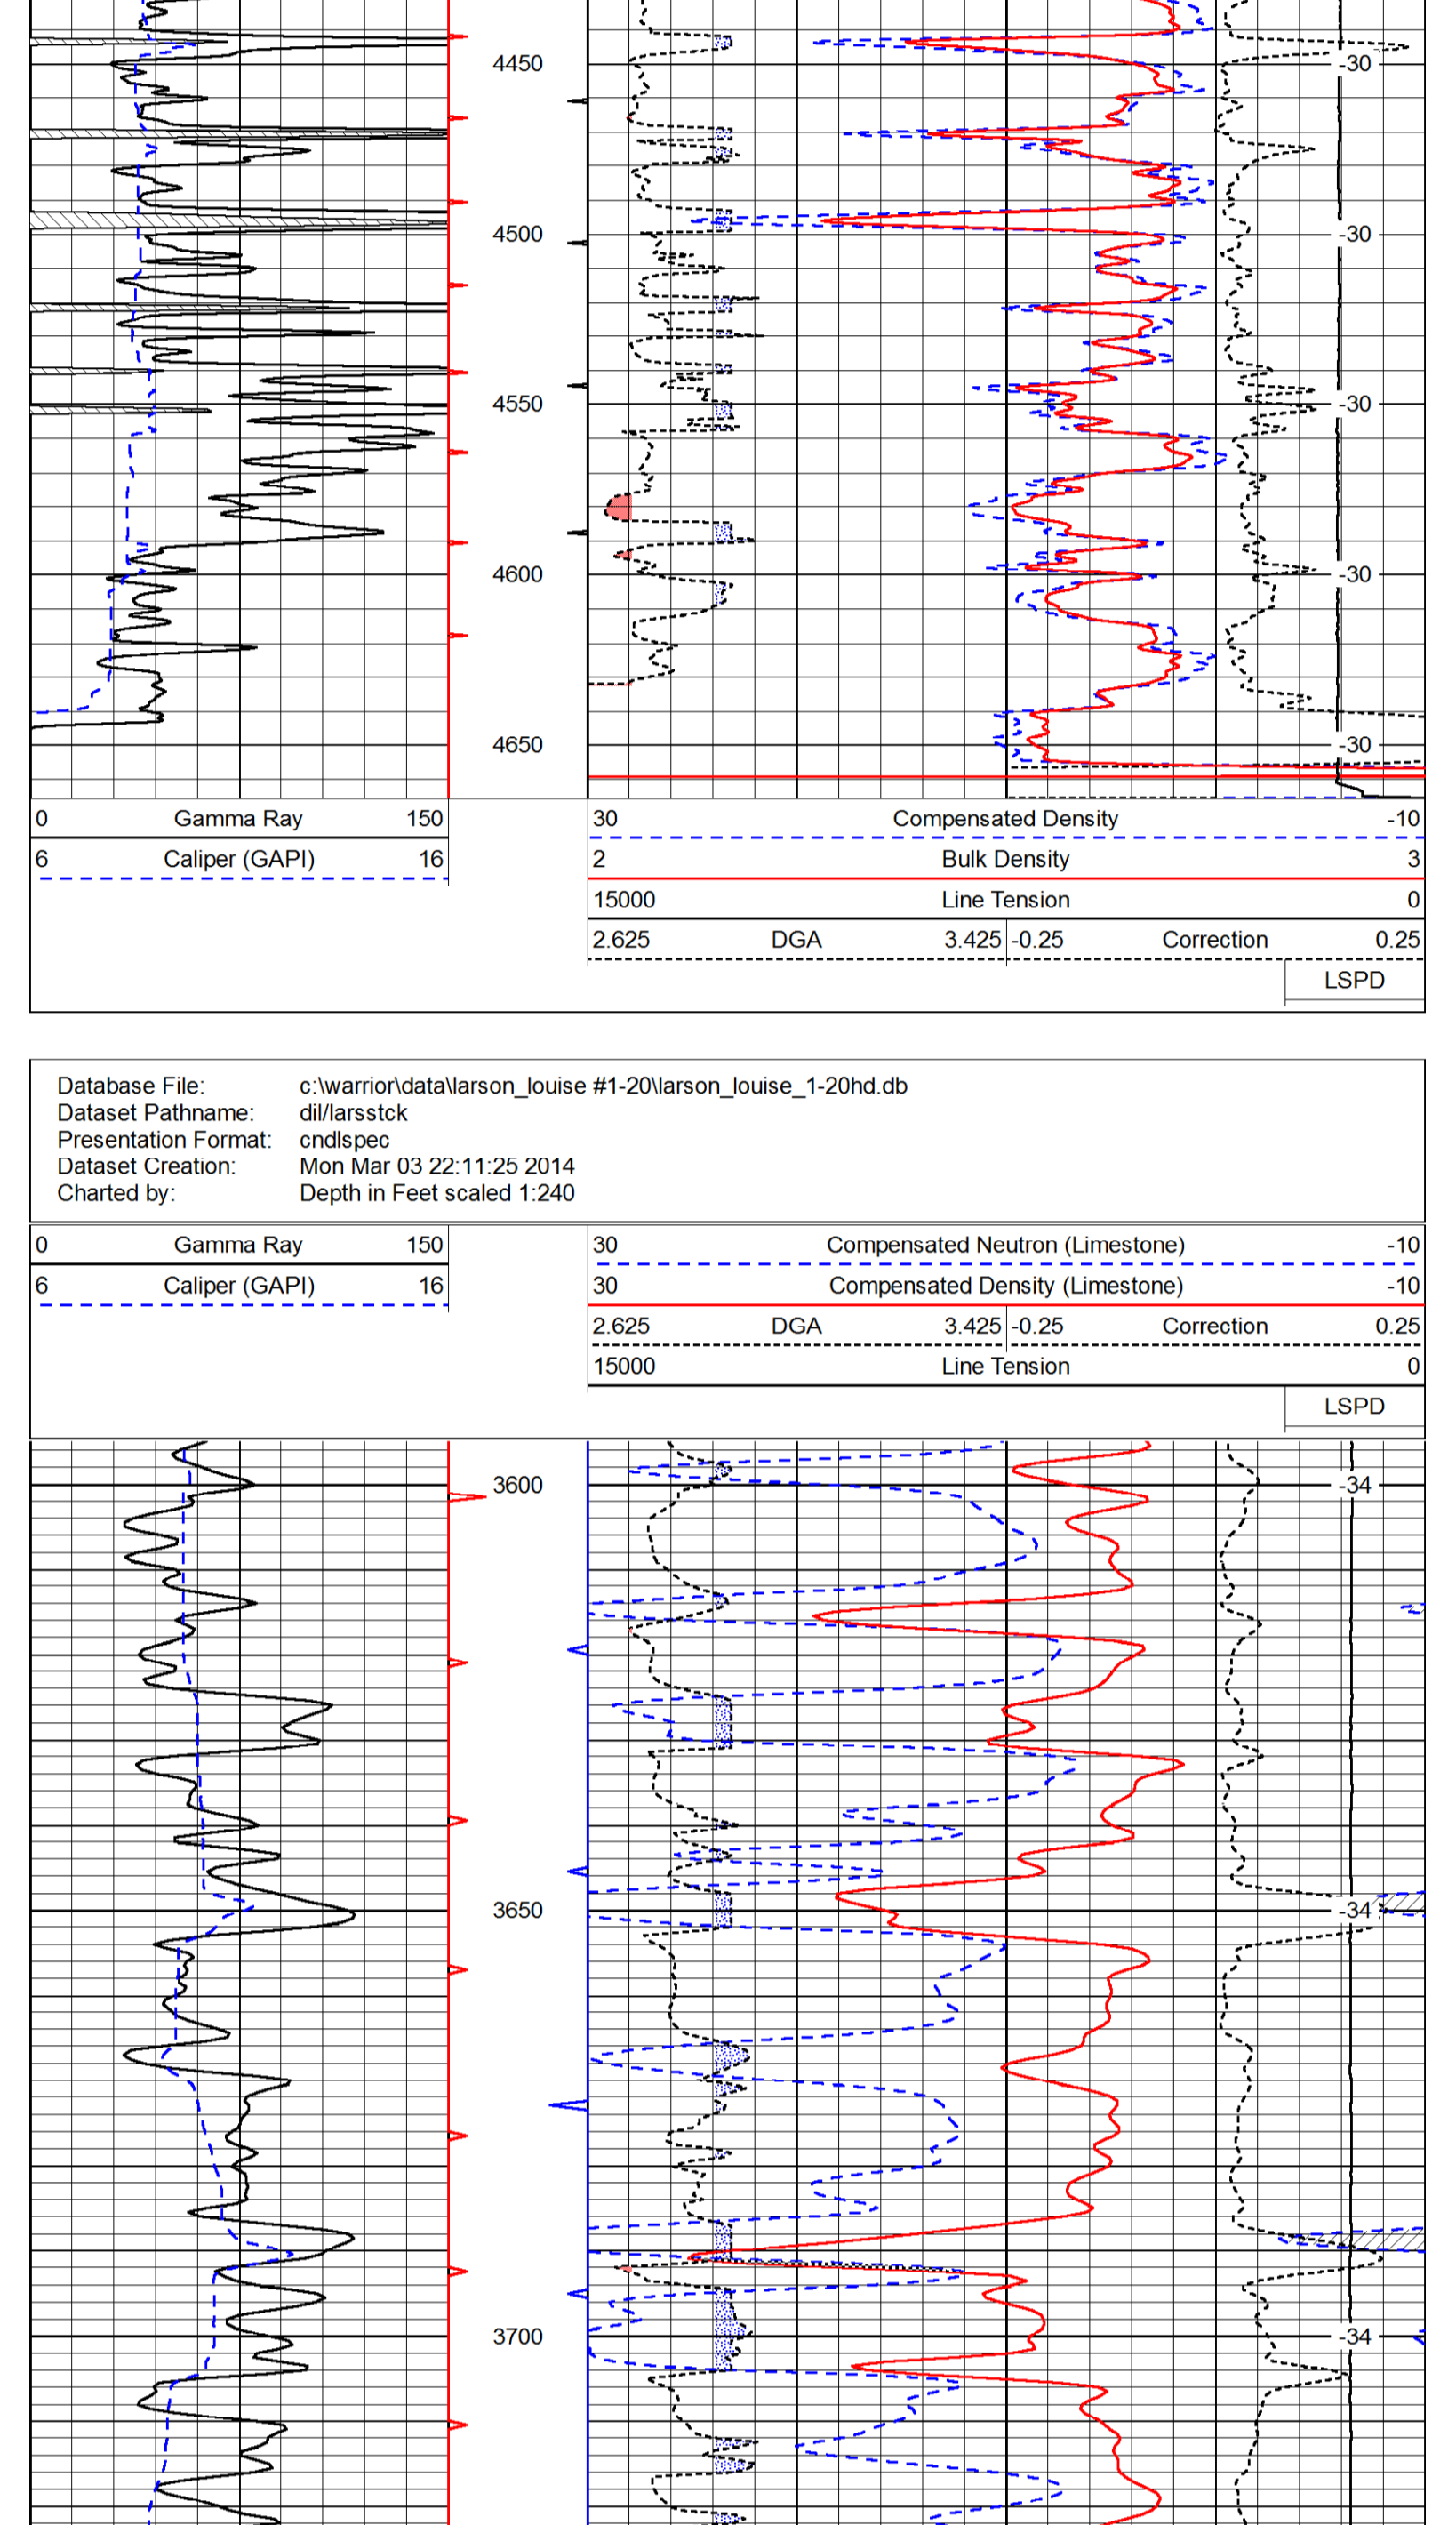 4450 -30
4500 -30
4550 -30
4600 -30
4650 -30
0 Gamma Ray 150 30 Compensated Density -10
6 Caliper (GAPI) 16 2 Bulk Density 3
15000 Line Tension 0
2.625 DGA 3.425 -0.25 Correction 0.25
LSPD
Database File: c:\warrior\data\larson_louise #1-20\larson_louise_1-20hd.db
Dataset Pathname: dil/larsstck
Presentation Format: cndlspec
Dataset Creation: Mon Mar 03 22:11:25 2014
Charted by: Depth in Feet scaled 1:240
0 Gamma Ray 150 30 Compensated Neutron (Limestone) -10
6 Caliper (GAPI) 16 30 Compensated Density (Limestone) -10
2.625 DGA 3.425 -0.25 Correction 0.25
15000 Line Tension 0
LSPD
3600 -34
3650 -34
3700 -34